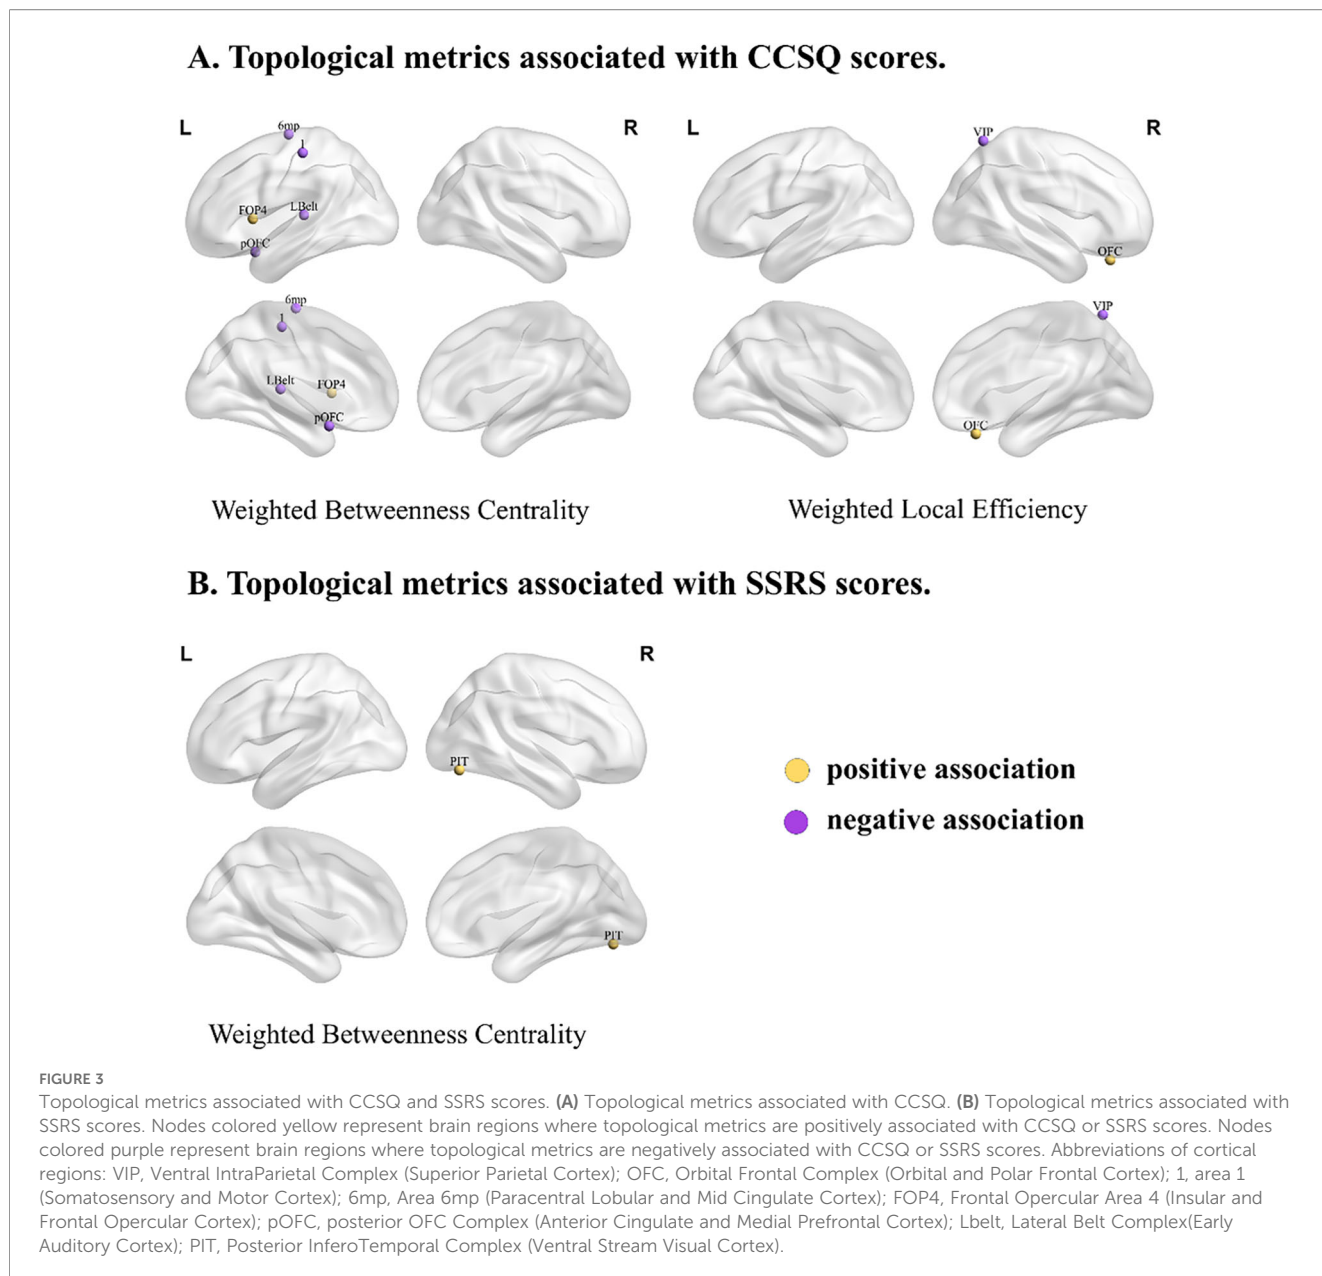 A. Topological metrics associated with CCSQ scores.
L
R
L
R
6mp
1
FOP4
LBelt
pOFC
VIP
OFC
6mp
1
LBelt
FOP4
pOFC
VIP
OFC
Weighted Betweenness Centrality
Weighted Local Efficiency
B. Topological metrics associated with SSRS scores.
L
R
PIT
PIT
positive association
negative association
Weighted Betweenness Centrality
FIGURE 3
Topological metrics associated with CCSQ and SSRS scores. (A) Topological metrics associated with CCSQ. (B) Topological metrics associated with
SSRS scores. Nodes colored yellow represent brain regions where topological metrics are positively associated with CCSQ or SSRS scores. Nodes
colored purple represent brain regions where topological metrics are negatively associated with CCSQ or SSRS scores. Abbreviations of cortical
regions: VIP, Ventral IntraParietal Complex (Superior Parietal Cortex); OFC, Orbital Frontal Complex (Orbital and Polar Frontal Cortex); 1, area 1
(Somatosensory and Motor Cortex); 6mp, Area 6mp (Paracentral Lobular and Mid Cingulate Cortex); FOP4, Frontal Opercular Area 4 (Insular and
Frontal Opercular Cortex); pOFC, posterior OFC Complex (Anterior Cingulate and Medial Prefrontal Cortex); Lbelt, Lateral Belt Complex(Early
Auditory Cortex); PIT, Posterior InferoTemporal Complex (Ventral Stream Visual Cortex).